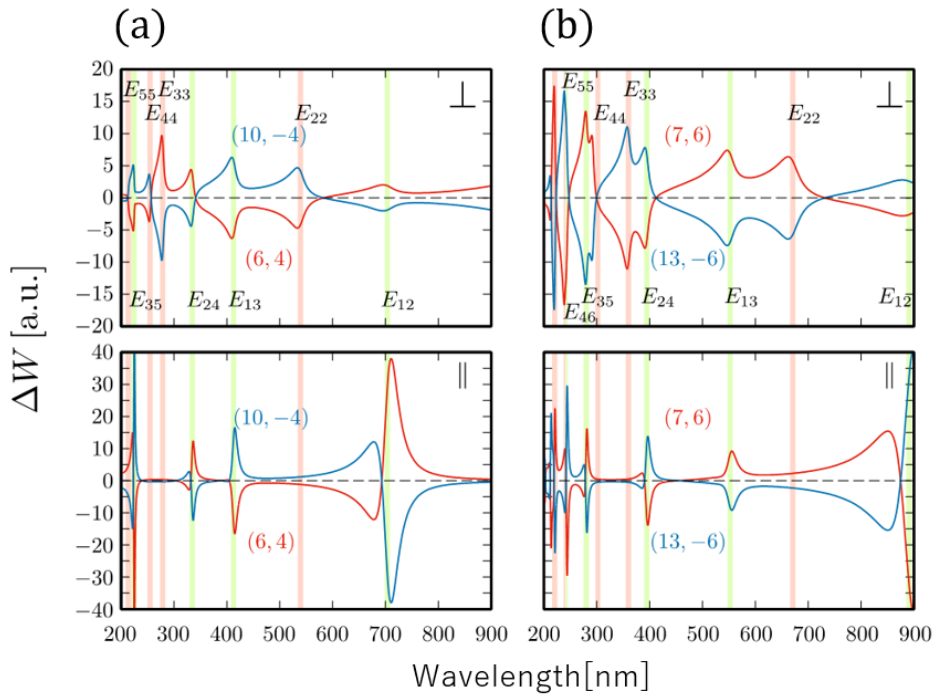 (a)
(b)
ΔW [a.u.]
20
15
10
5
0
−5
−10
−15
−20
E55 E33
E44
E22
⊥
(10, −4)
(6, 4)
E35 E24 E13 E12
E55 E33
E44
E22
⊥
(7, 6)
(13, −6)
E35 E24 E13 E12
E46
40
30
20
10
0
−10
−20
−30
−40
∥
(10, −4)
(6, 4)
∥
(7, 6)
(13, −6)
200 300 400 500 600 700 800 900
200 300 400 500 600 700 800 900
Wavelength[nm]